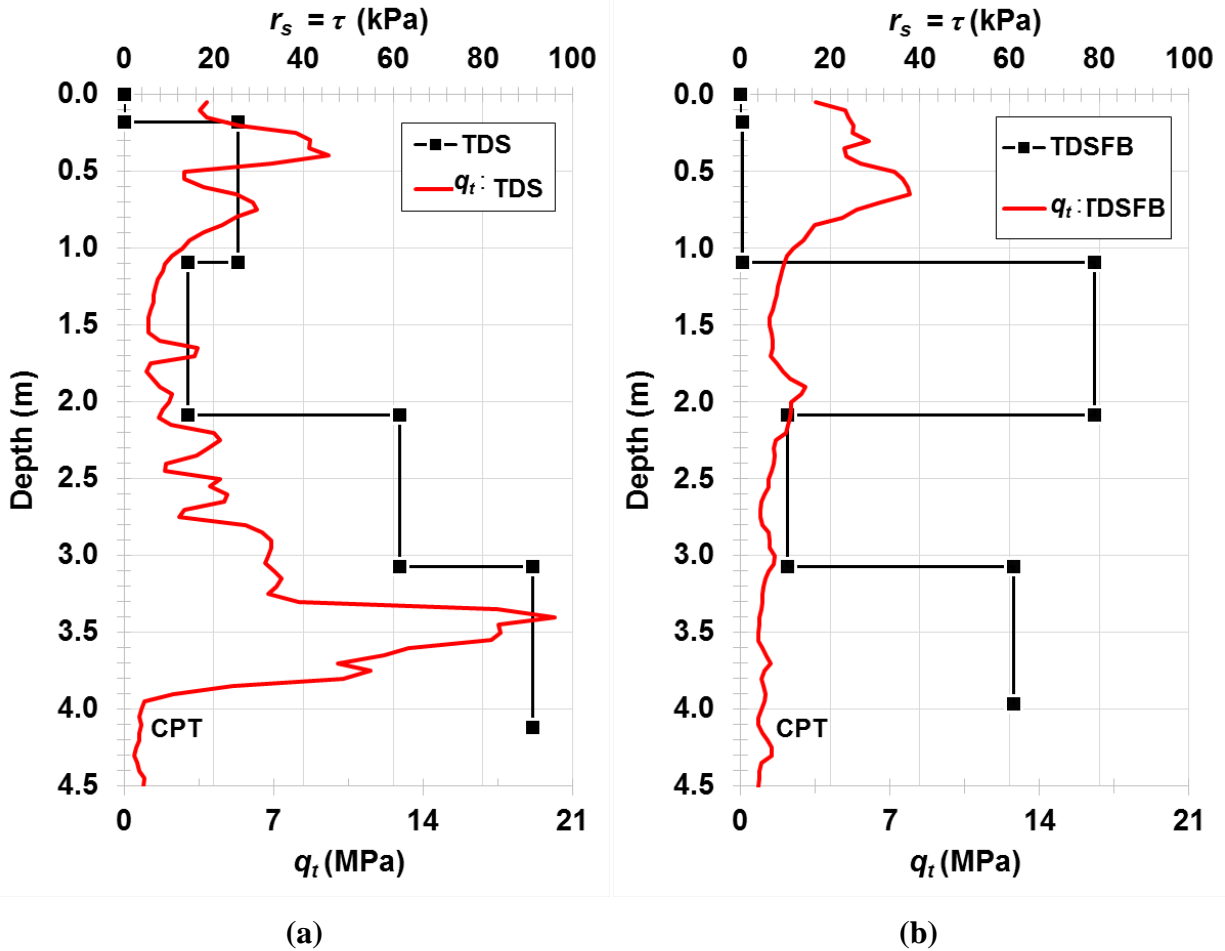 r_s = τ (kPa)
0 20 40 60 80 100
0.0
0.5
1.0
1.5
2.0
2.5
3.0
3.5
4.0
4.5
Depth (m)
TDS
q_t : TDS
CPT
0 7 14 21
q_t (MPa)
(a)
r_s = τ (kPa)
0 20 40 60 80 100
0.0
0.5
1.0
1.5
2.0
2.5
3.0
3.5
4.0
4.5
Depth (m)
TDSFB
q_t : TDSFB
CPT
0 7 14 21
q_t (MPa)
(b)